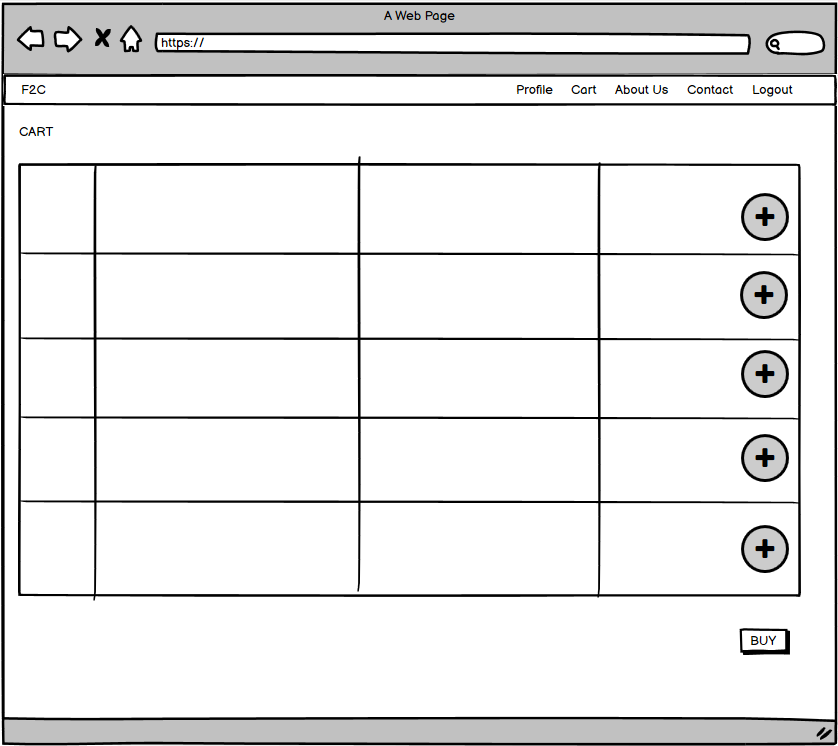 A Web Page
https://
F2C Profile Cart About Us Contact Logout
CART
BUY